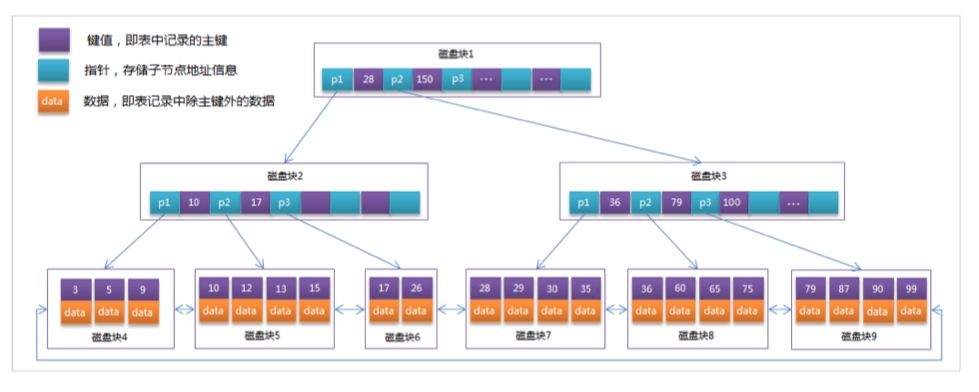 键值，即表中记录的主键
指针，存储子节点地址信息
data 数据，即表记录中除主键外的数据
磁盘块1
p1 28 p2 150 p3 ... ...
磁盘块2
p1 10 p2 17 p3
磁盘块3
p1 36 p2 79 p3 100 ...
3 5 9
data data data
磁盘块4
10 12 13 15
data data data data
磁盘块5
17 26
data data
磁盘块6
28 29 30 35
data data data data
磁盘块7
36 60 65 75
data data data data
磁盘块8
79 87 90 99
data data data data
磁盘块9